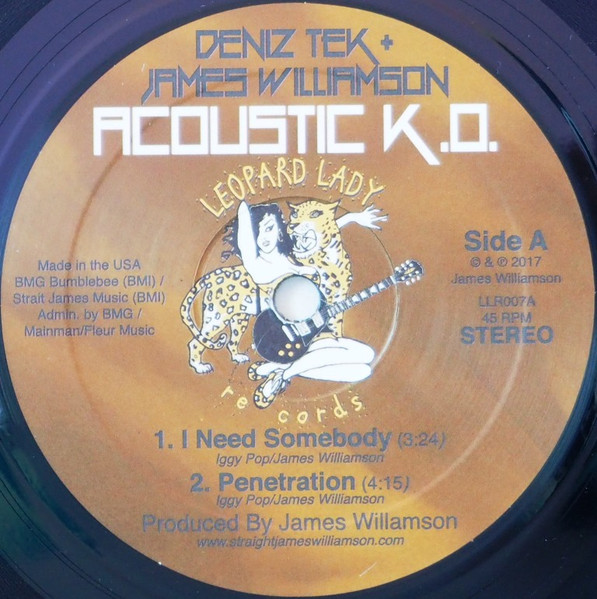 DENIZ TEK +
JAMES WILLIAMSON
ACOUSTIC K.O.
LEOPARD LADY
records
Made in the USA
BMG Bumblebee (BMI) /
Strait James Music (BMI)
Admin. by BMG /
Mainman/Fleur Music
Side A
© & ℗ 2017
James Williamson
LLR007A
45 RPM
STEREO
1. I Need Somebody (3:24)
Iggy Pop/James Williamson
2. Penetration (4:15)
Iggy Pop/James Williamson
Produced By James Willamson
www.straightjameswilliamson.com